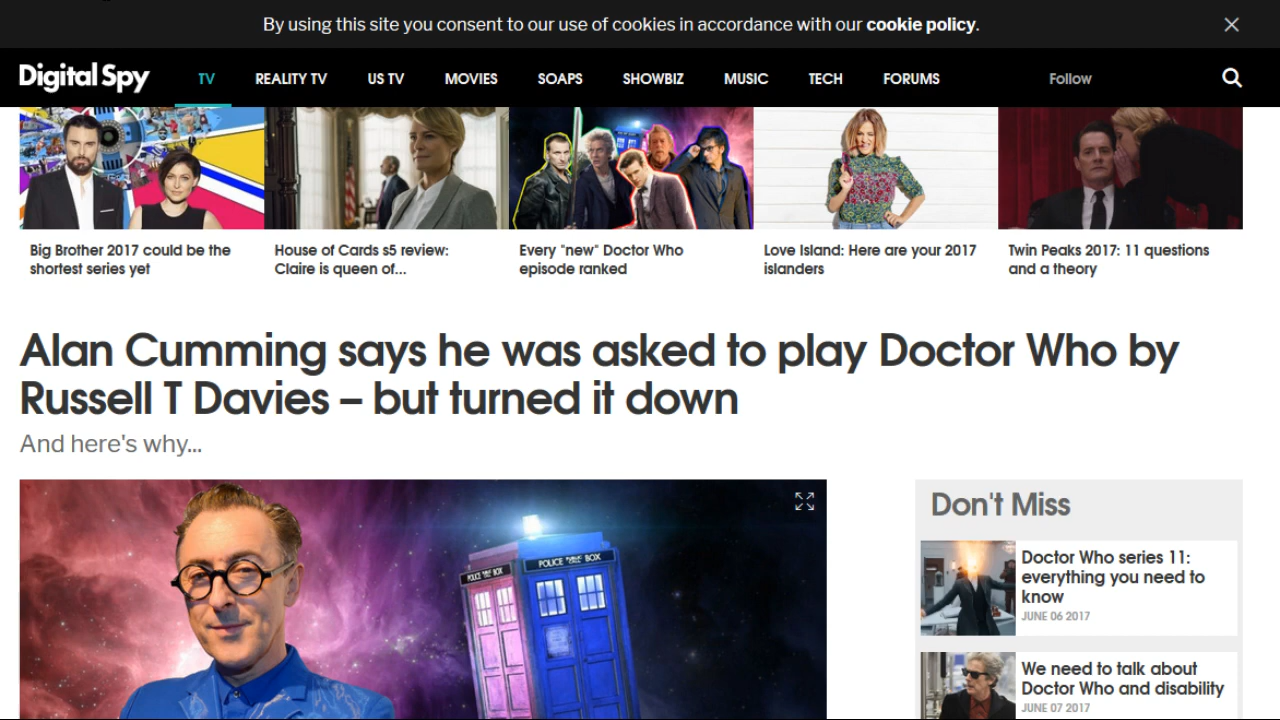 By using this site you consent to our use of cookies in accordance with our cookie policy.
Digital Spy
TV
REALITY TV
US TV
MOVIES
SOAPS
SHOWBIZ
MUSIC
TECH
FORUMS
Follow
Big Brother 2017 could be the
shortest series yet
House of Cards s5 review:
Claire is queen of...
Every "new" Doctor Who
episode ranked
Love Island: Here are your 2017
islanders
Twin Peaks 2017: 11 questions
and a theory
Alan Cumming says he was asked to play Doctor Who by
Russell T Davies – but turned it down
And here's why...
POLICE BOX
POLICE PUBLIC CALL BOX
Don't Miss
Doctor Who series 11:
everything you need to
know
JUNE 06 2017
We need to talk about
Doctor Who and disability
JUNE 07 2017